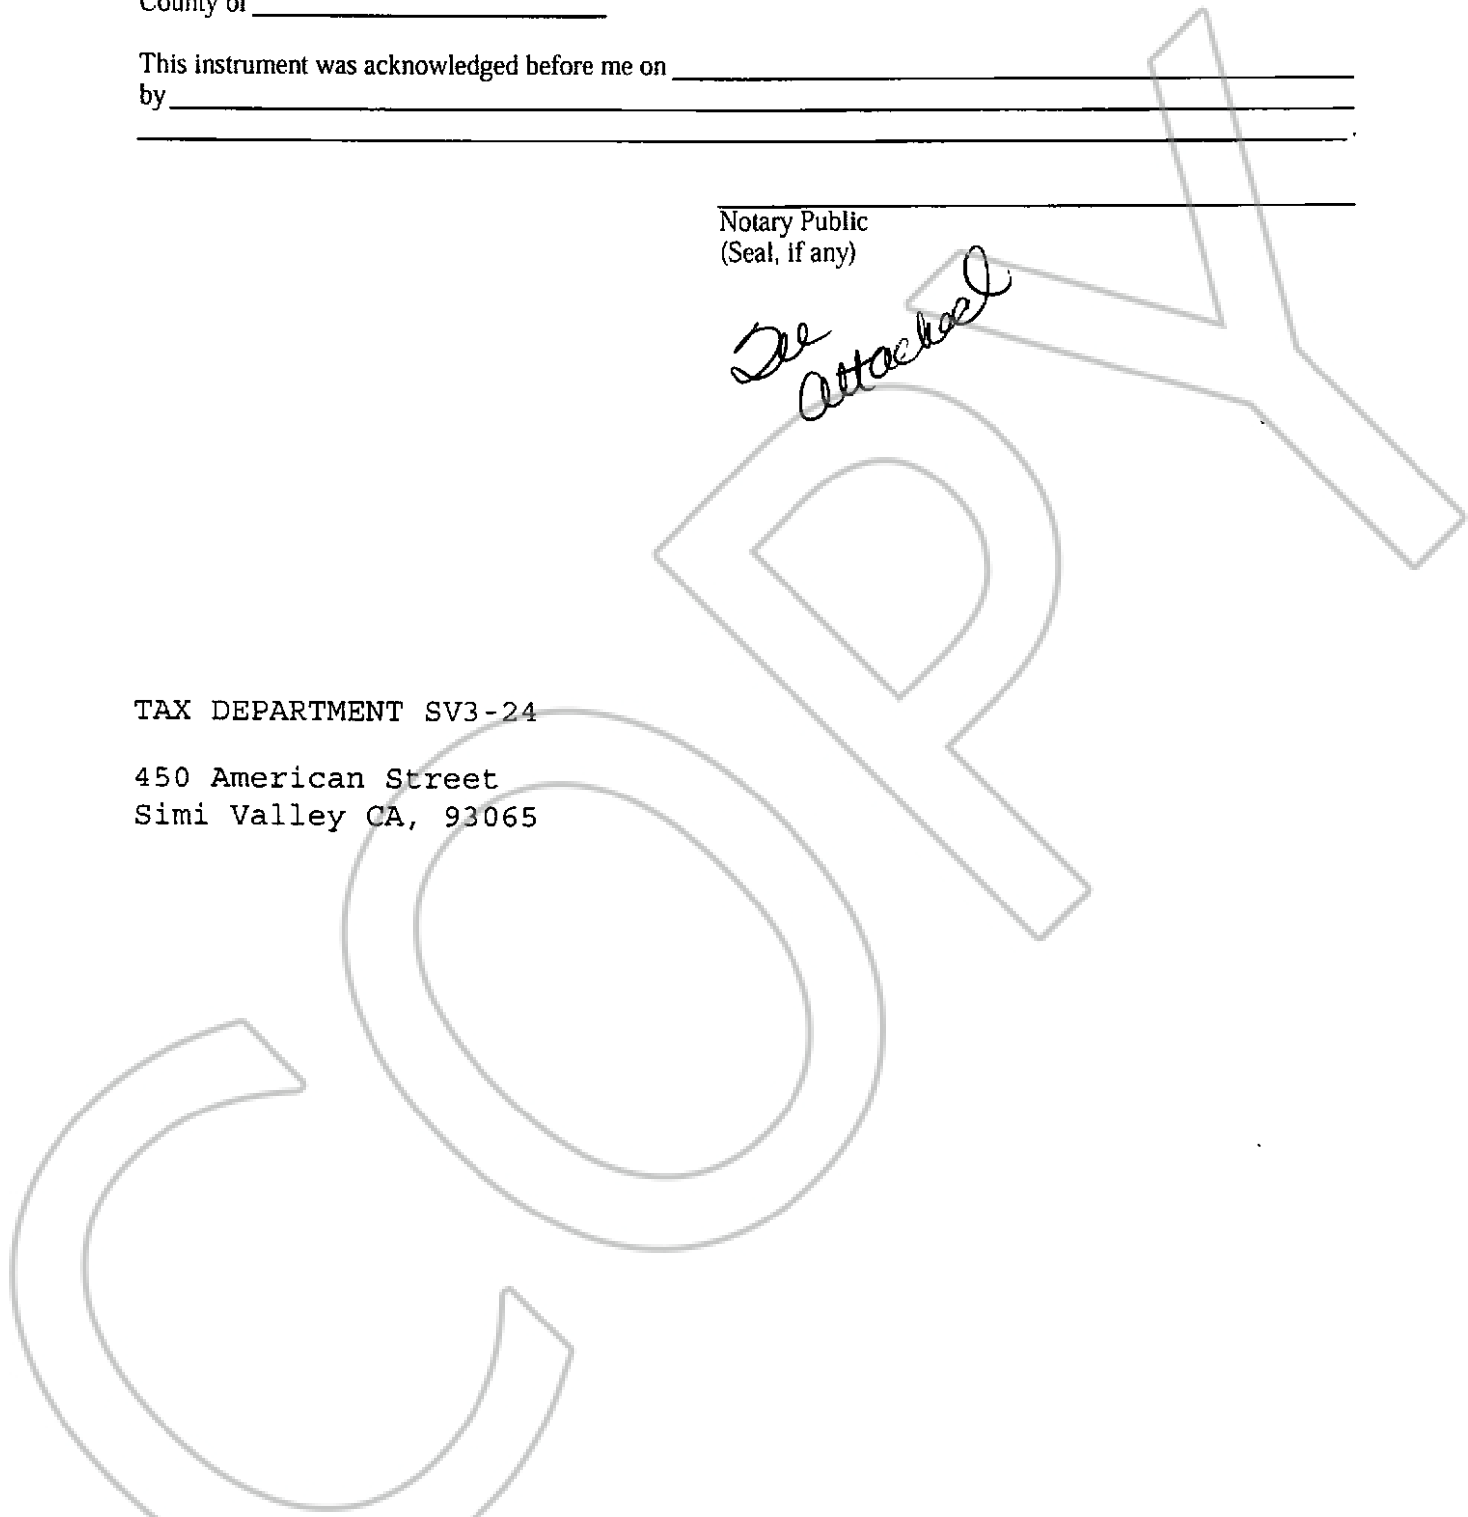 County of
This instrument was acknowledged before me on
by
Notary Public
(Seal, if any)
See
attached
TAX DEPARTMENT SV3-24
450 American Street
Simi Valley CA, 93065
COPY